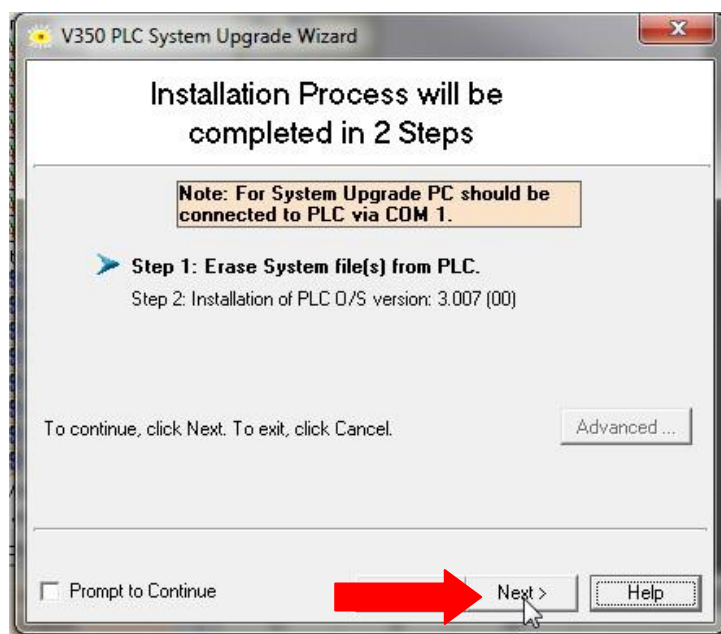 V350 PLC System Upgrade Wizard
Installation Process will be
completed in 2 Steps
Note: For System Upgrade PC should be
connected to PLC via COM 1.
Step 1: Erase System file(s) from PLC.
Step 2: Installation of PLC O/S version: 3.007 (00)
To continue, click Next. To exit, click Cancel.
Advanced ...
Prompt to Continue
Next >
Help